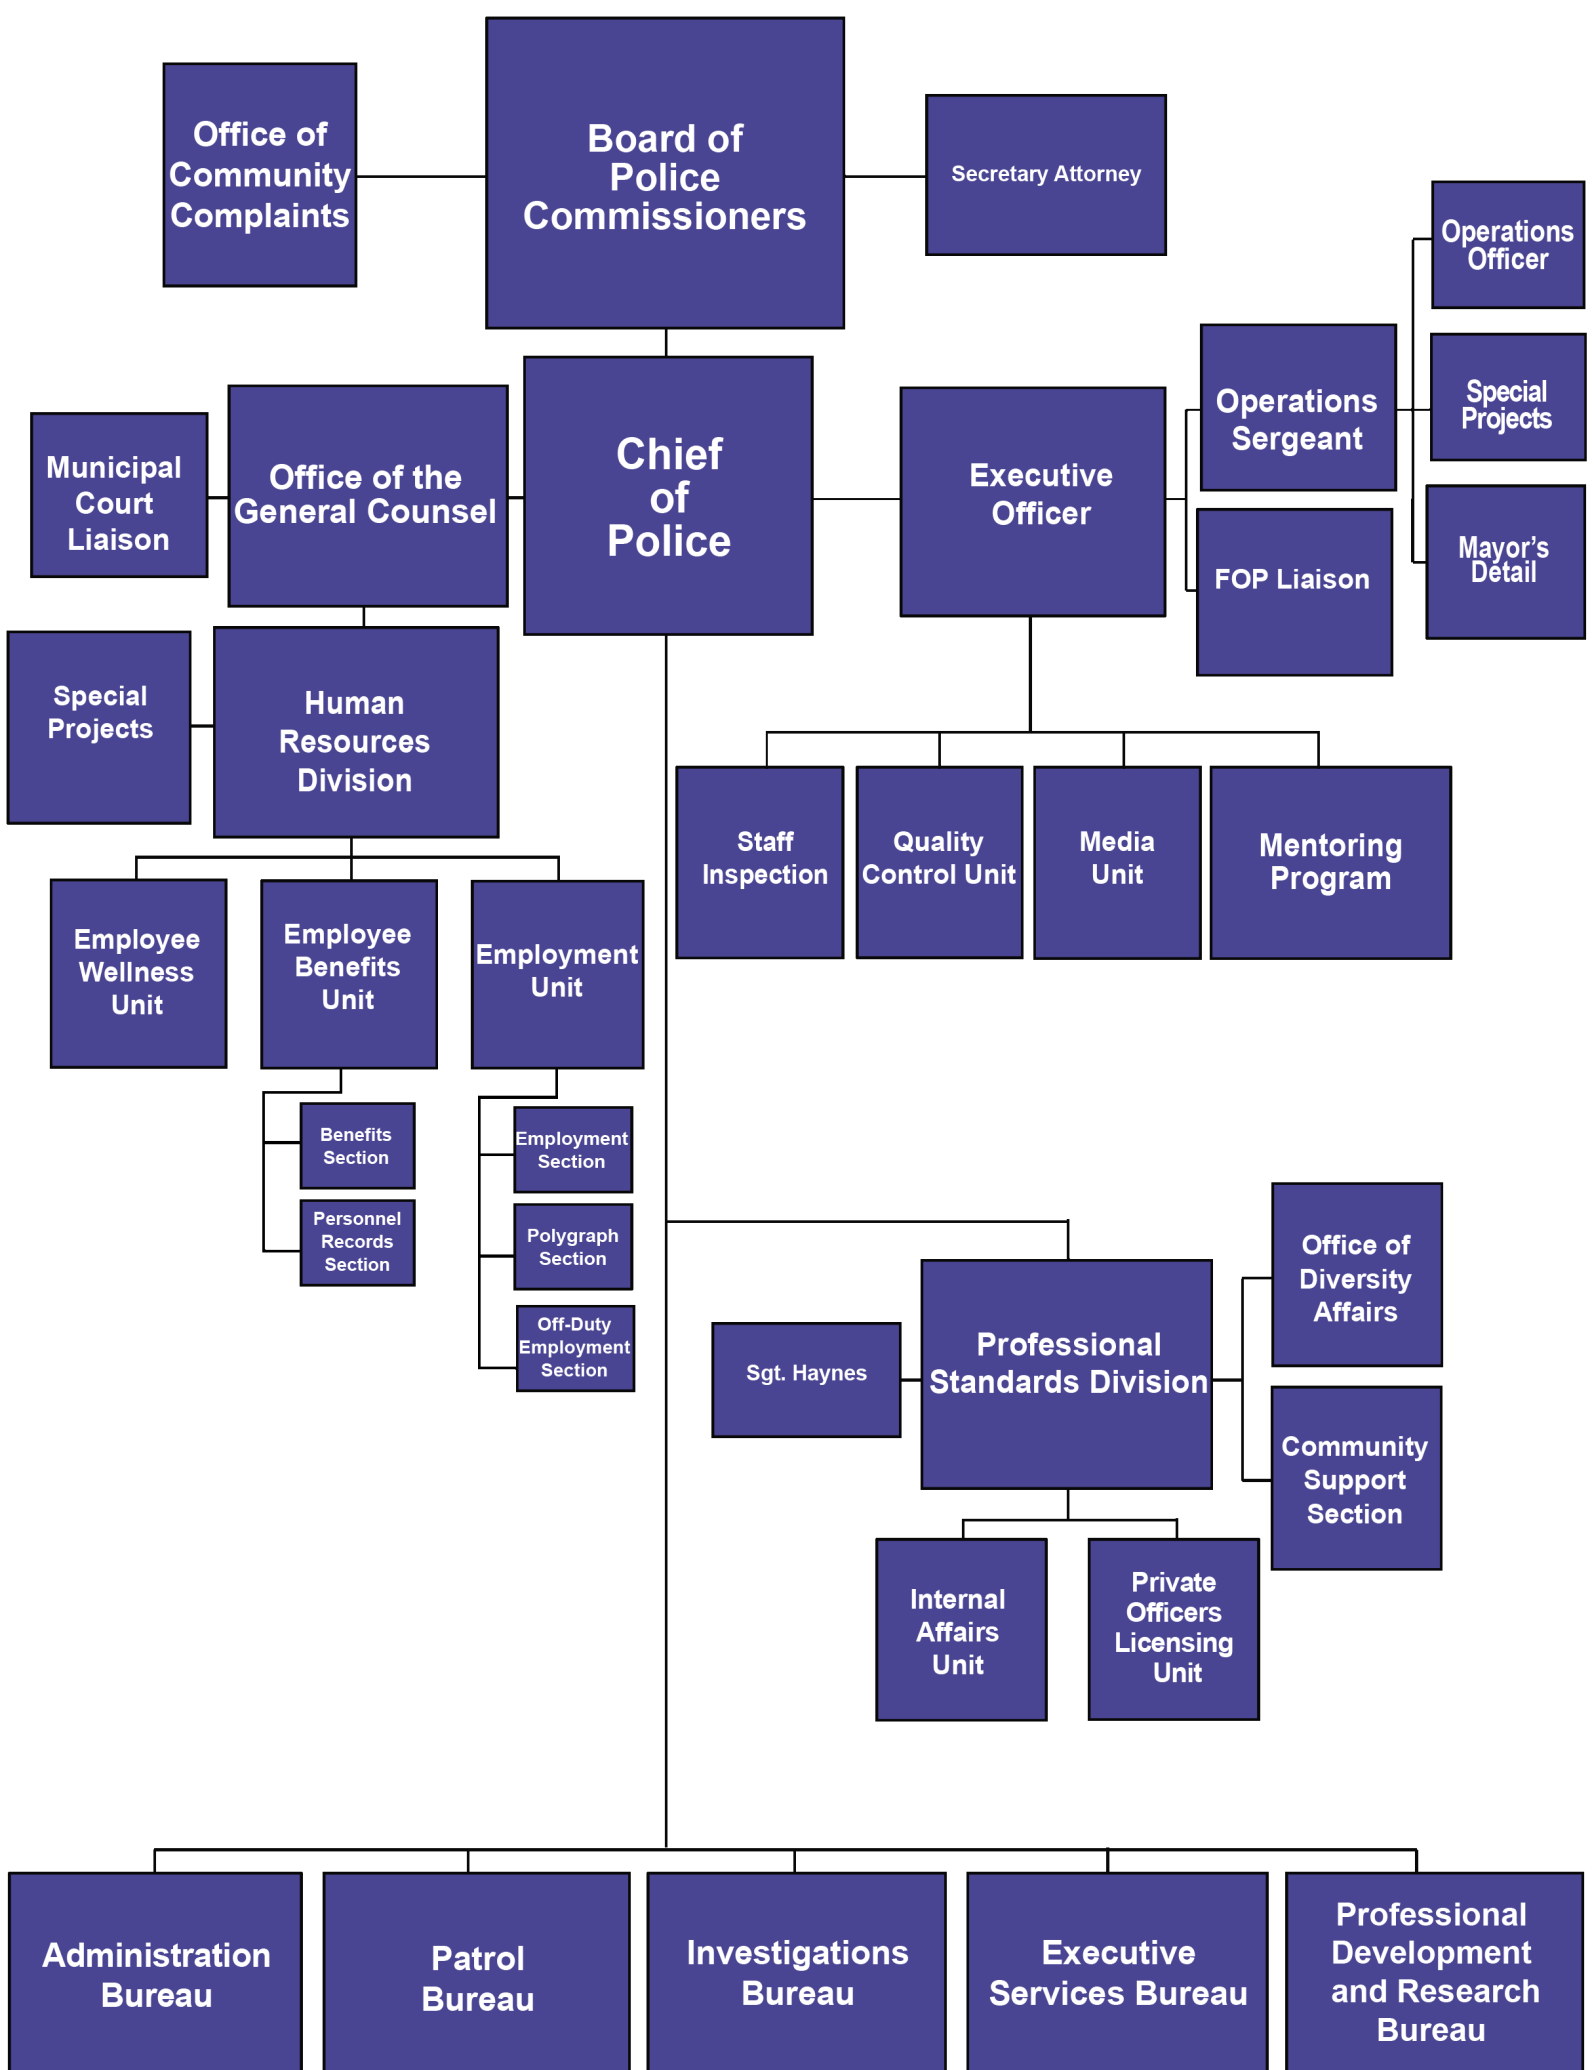 Board of
Police
Commissioners
Office of
Community
Complaints
Secretary Attorney
Operations
Officer
Special
Projects
Mayor’s
Detail
Operations
Sergeant
FOP Liaison
Executive
Officer
Chief
of
Police
Office of the
General Counsel
Municipal
Court
Liaison
Special
Projects
Human
Resources
Division
Staff
Inspection
Quality
Control Unit
Media
Unit
Mentoring
Program
Employee
Wellness
Unit
Employee
Benefits
Unit
Employment
Unit
Benefits
Section
Personnel
Records
Section
Employment
Section
Polygraph
Section
Off-Duty
Employment
Section
Office of
Diversity
Affairs
Professional
Standards Division
Sgt. Haynes
Community
Support
Section
Internal
Affairs
Unit
Private
Officers
Licensing
Unit
Administration
Bureau
Patrol
Bureau
Investigations
Bureau
Executive
Services Bureau
Professional
Development
and Research
Bureau